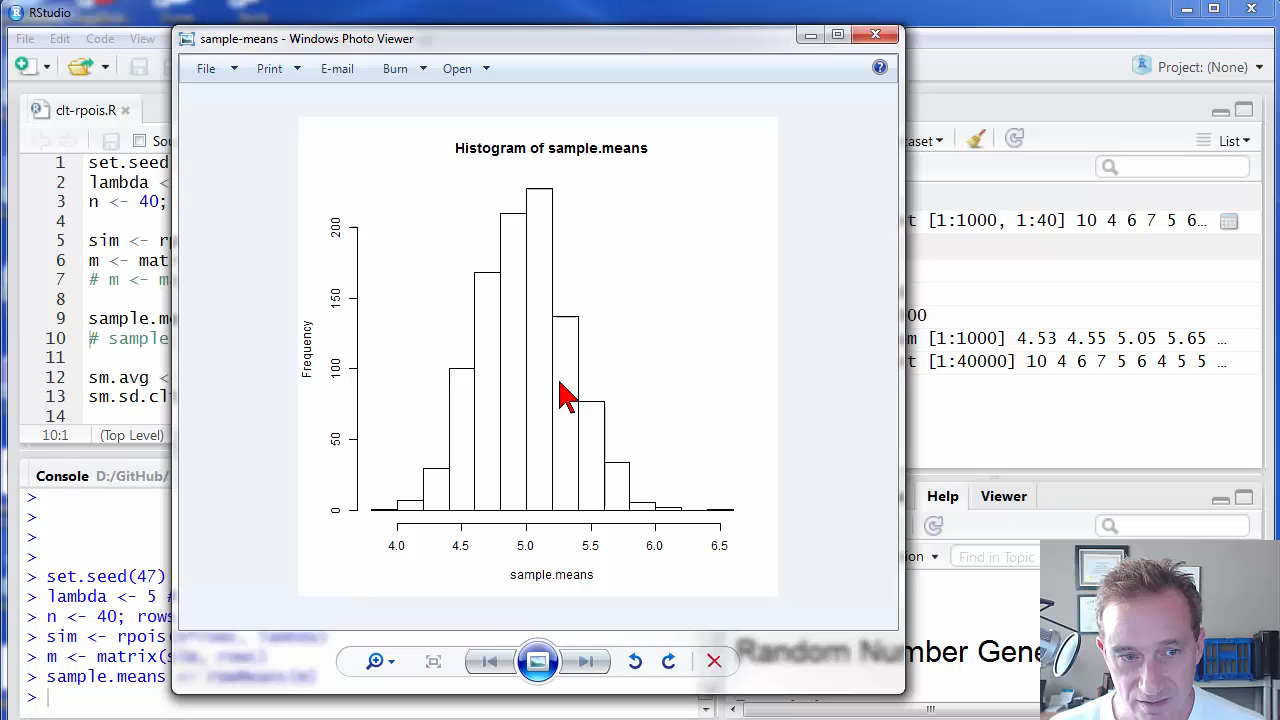 RStudio
File Edit Code View
Project: (None)
sample-means - Windows Photo Viewer
File Print E-mail Burn Open
clt-rpois.R
Histogram of sample.means
Frequency
0 50 100 150 200
4.0 4.5 5.0 5.5 6.0 6.5
sample.means
1 set.seed
2 lambda <
3 n <- 40;
4
5 sim <- rp
6 m <- mat
7 # m <- ma
8
9 sample.m
10 # sample
11
12 sm.avg <
13 sm.sd.cl
14
10:1 (Top Level)
List
[1:1000, 1:40] 10 4 6 7 5 6…
00
[1:1000] 4.53 4.55 5.05 5.65 …
[1:40000] 10 4 6 7 5 6 4 5 5 …
Console D:/GitHub/
>
>
>
>
> set.seed(47)
> lambda <- 5 #
> n <- 40; rows
> sim <- rpois(
> m <- matrix(
> sample.means <- rowMeans(m)
>
Help Viewer
Find in Topic
Random Number Gene